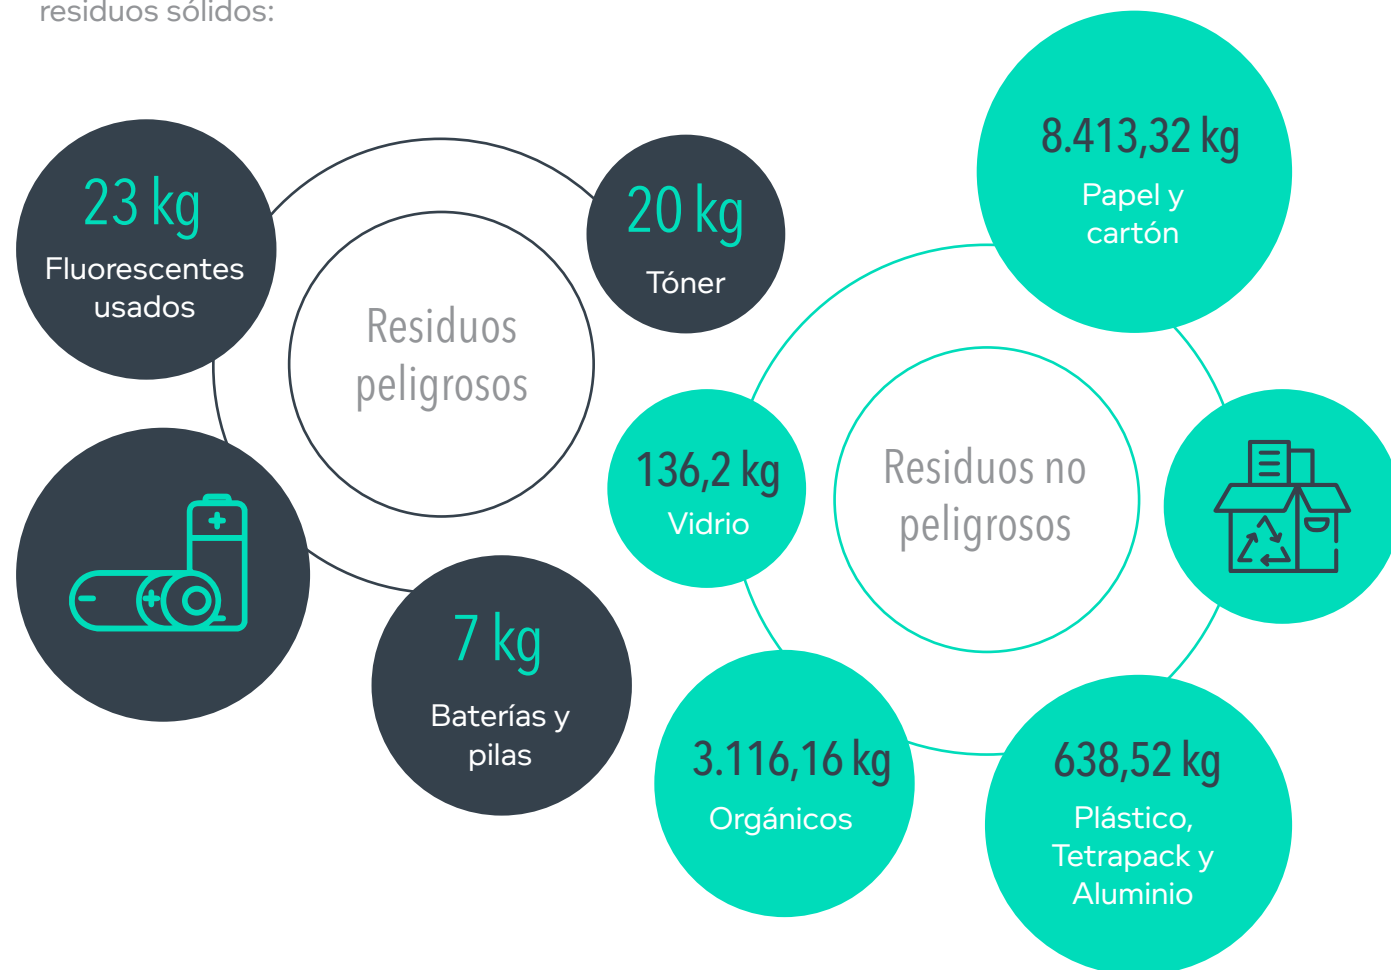 residuos sólidos:
23 kg
Fluorescentes
usados
20 kg
Tóner
Residuos
peligrosos
7 kg
Baterías y
pilas
8.413,32 kg
Papel y
cartón
136,2 kg
Vidrio
Residuos no
peligrosos
3.116,16 kg
Orgánicos
638,52 kg
Plástico,
Tetrapack y
Aluminio